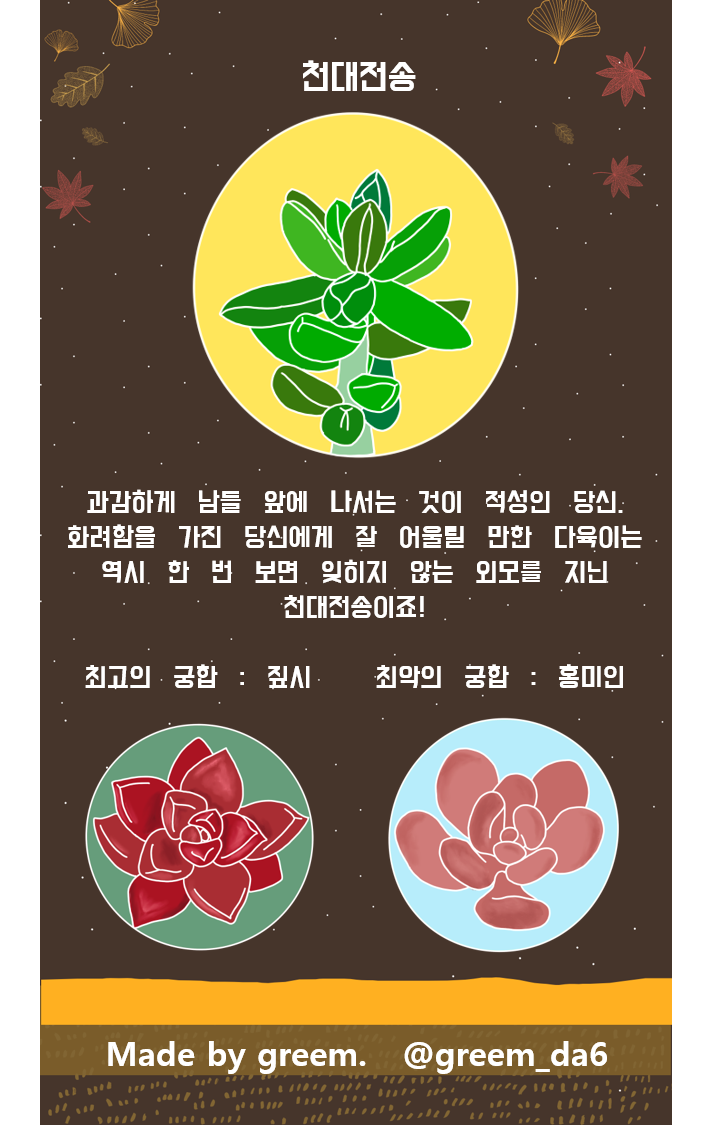 천대전송
과감하게 남들 앞에 나서는 것이 적성인 당신.
화려함을 가진 당신에게 잘 어울릴 만한 다육이는
역시 한 번 보면 잊히지 않는 외모를 지닌
천대전송이죠!
최고의 궁합 : 짚시 최악의 궁합 : 홍미인
Made by greem. @greem_da6